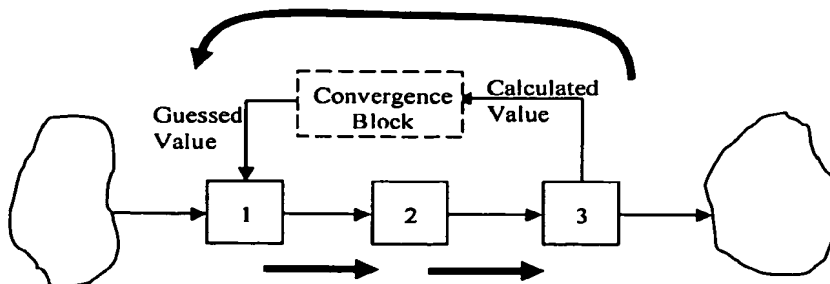 Convergence
Block
Calculated
Value
Guessed
Value
1
2
3